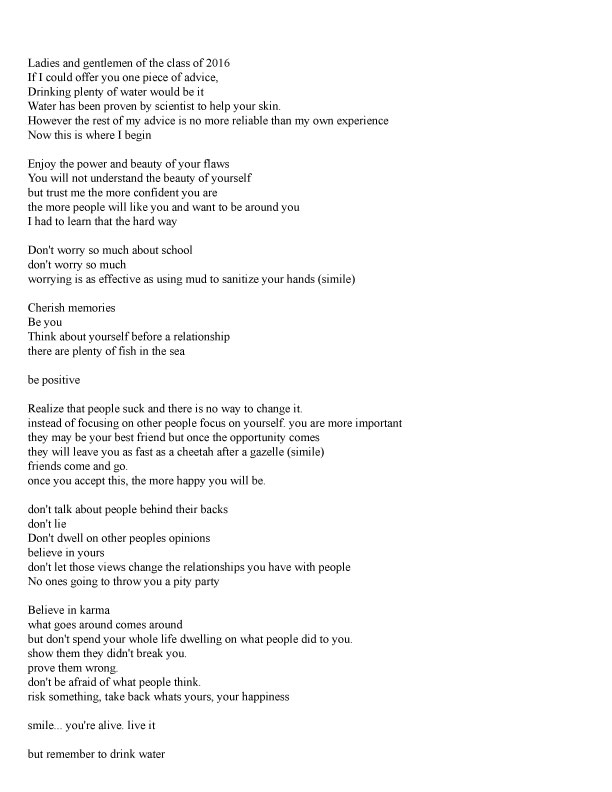 Ladies and gentlemen of the class of 2016
If I could offer you one piece of advice,
Drinking plenty of water would be it
Water has been proven by scientist to help your skin.
However the rest of my advice is no more reliable than my own experience
Now this is where I begin
Enjoy the power and beauty of your flaws
You will not understand the beauty of yourself
but trust me the more confident you are
the more people will like you and want to be around you
I had to learn that the hard way
Don't worry so much about school
don't worry so much
worrying is as effective as using mud to sanitize your hands (simile)
Cherish memories
Be you
Think about yourself before a relationship
there are plenty of fish in the sea
be positive
Realize that people suck and there is no way to change it.
instead of focusing on other people focus on yourself. you are more important
they may be your best friend but once the opportunity comes
they will leave you as fast as a cheetah after a gazelle (simile)
friends come and go.
once you accept this, the more happy you will be.
don't talk about people behind their backs
don't lie
Don't dwell on other peoples opinions
believe in yours
don't let those views change the relationships you have with people
No ones going to throw you a pity party
Believe in karma
what goes around comes around
but don't spend your whole life dwelling on what people did to you.
show them they didn't break you.
prove them wrong.
don't be afraid of what people think.
risk something, take back whats yours, your happiness
smile... you're alive. live it
but remember to drink water